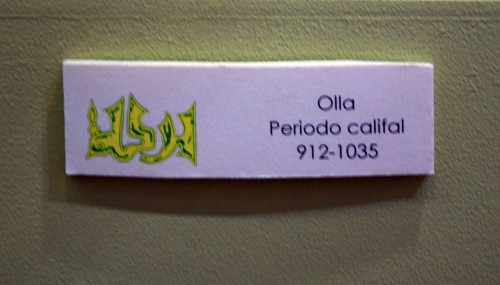 Olla
Periodo califal
912-1035